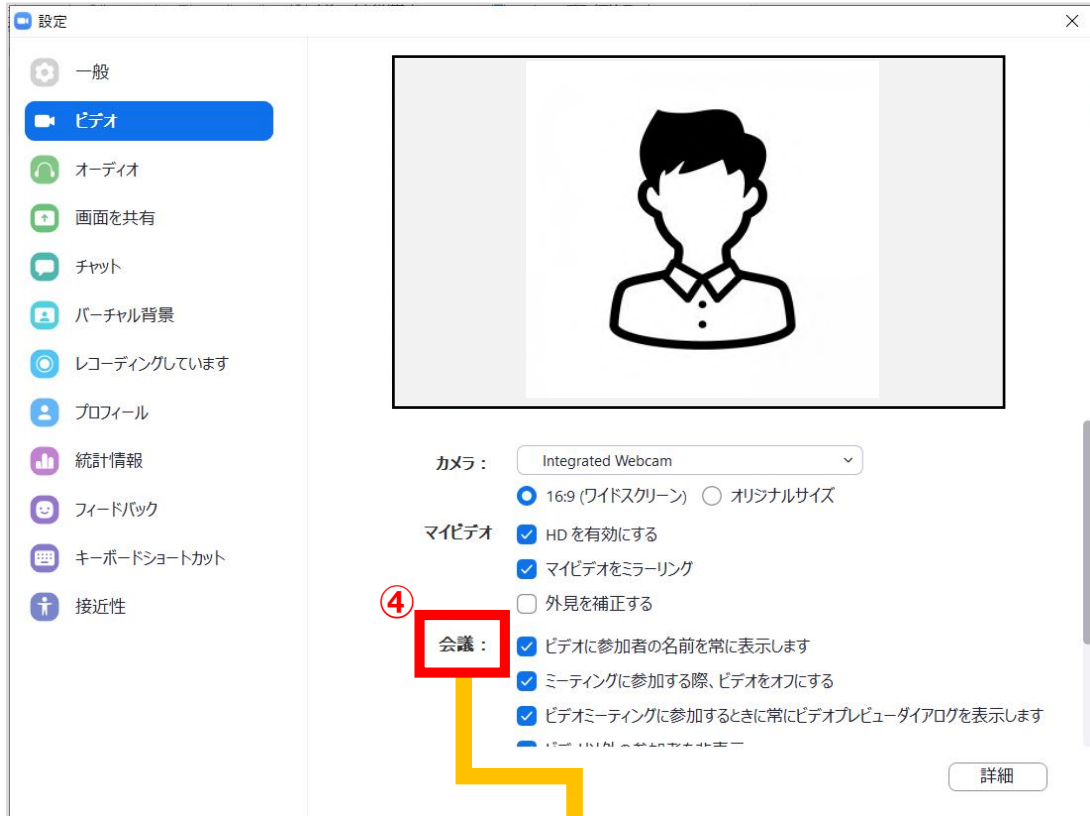 設定
一般
ビデオ
オーディオ
画面を共有
チャット
バーチャル背景
レコーディングしています
プロフィール
統計情報
フィードバック
キーボードショートカット
接近性
カメラ： Integrated Webcam
16:9 (ワイドスクリーン) オリジナルサイズ
マイビデオ HD を有効にする
マイビデオをミラーリング
外見を補正する
④
会議： ビデオに参加者の名前を常に表示します
ミーティングに参加する際、ビデオをオフにする
ビデオミーティングに参加するときに常にビデオプレビューダイアログを表示します
詳細